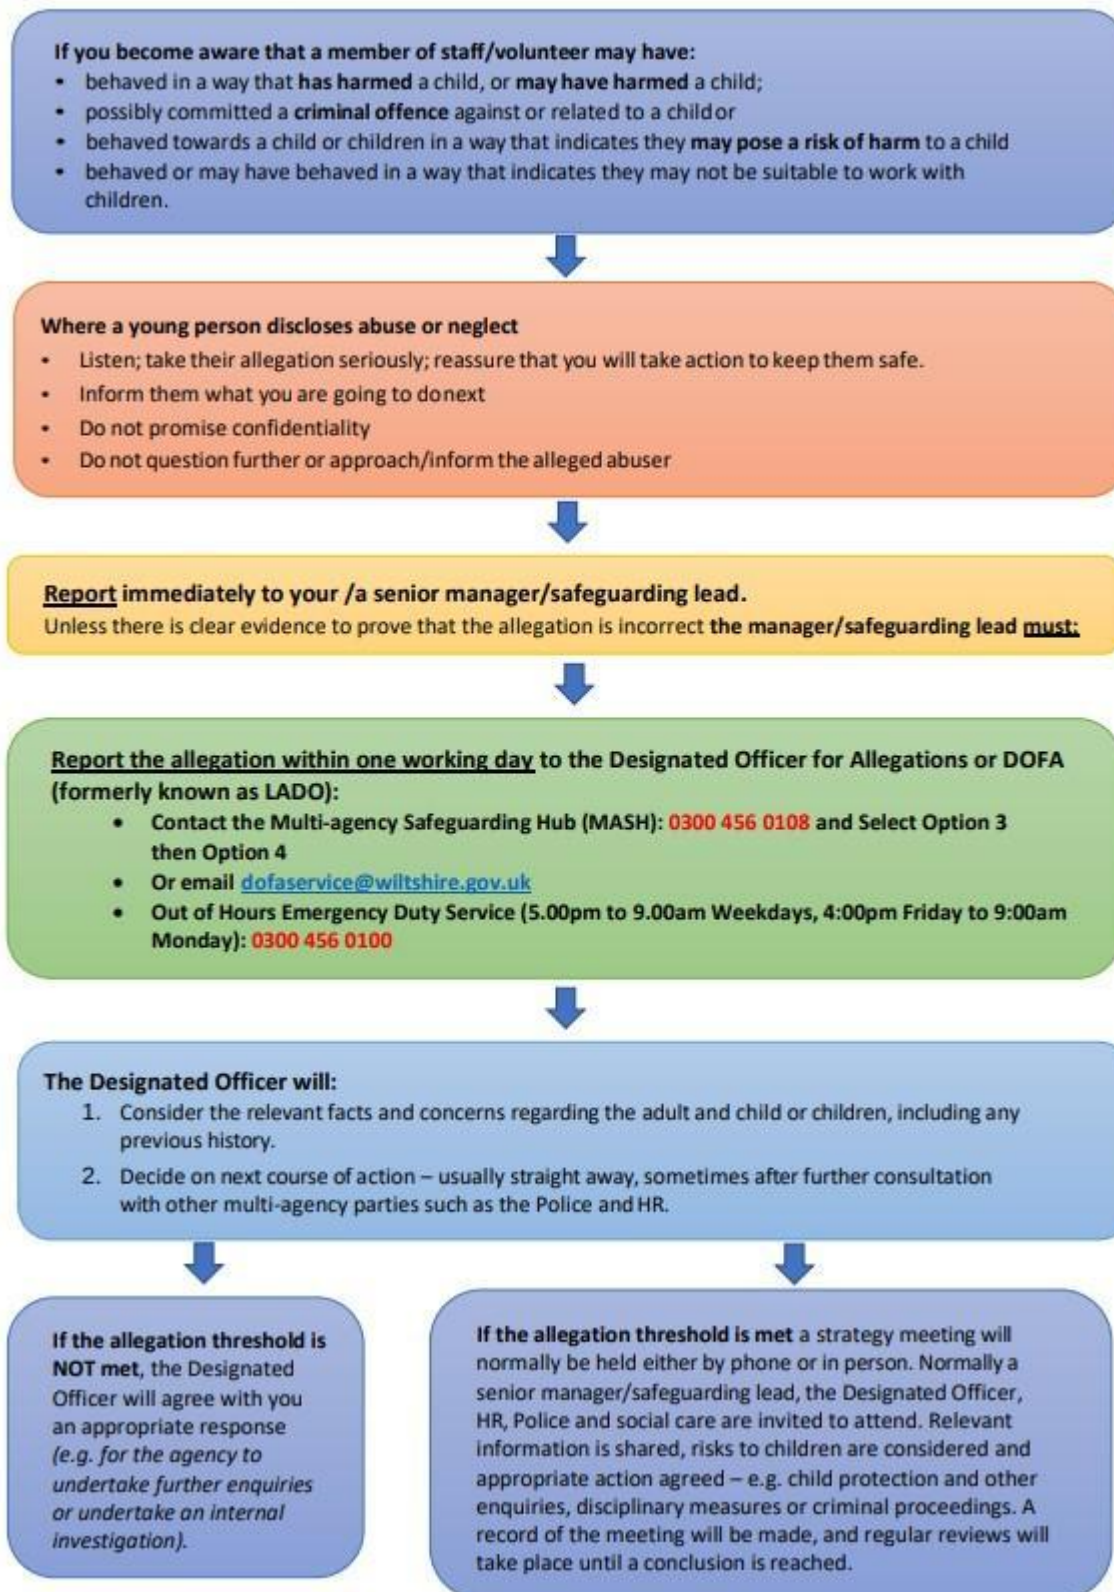 If you become aware that a member of staff/volunteer may have:
• behaved in a way that has harmed a child, or may have harmed a child;
• possibly committed a criminal offence against or related to a child or
• behaved towards a child or children in a way that indicates they may pose a risk of harm to a child
• behaved or may have behaved in a way that indicates they may not be suitable to work with
children.
Where a young person discloses abuse or neglect
• Listen; take their allegation seriously; reassure that you will take action to keep them safe.
• Inform them what you are going to donext
• Do not promise confidentiality
• Do not question further or approach/inform the alleged abuser
Report immediately to your /a senior manager/safeguarding lead.
Unless there is clear evidence to prove that the allegation is incorrect the manager/safeguarding lead must:
Report the allegation within one working day to the Designated Officer for Allegations or DOFA
(formerly known as LADO):
• Contact the Multi-agency Safeguarding Hub (MASH): 0300 456 0108 and Select Option 3
then Option 4
• Or email dofaservice@wiltshire.gov.uk
• Out of Hours Emergency Duty Service (5.00pm to 9.00am Weekdays, 4:00pm Friday to 9:00am
Monday): 0300 456 0100
The Designated Officer will:
1. Consider the relevant facts and concerns regarding the adult and child or children, including any
previous history.
2. Decide on next course of action – usually straight away, sometimes after further consultation
with other multi-agency parties such as the Police and HR.
If the allegation threshold is
NOT met, the Designated
Officer will agree with you
an appropriate response
(e.g. for the agency to
undertake further enquiries
or undertake an internal
investigation).
If the allegation threshold is met a strategy meeting will
normally be held either by phone or in person. Normally a
senior manager/safeguarding lead, the Designated Officer,
HR, Police and social care are invited to attend. Relevant
information is shared, risks to children are considered and
appropriate action agreed – e.g. child protection and other
enquiries, disciplinary measures or criminal proceedings. A
record of the meeting will be made, and regular reviews will
take place until a conclusion is reached.